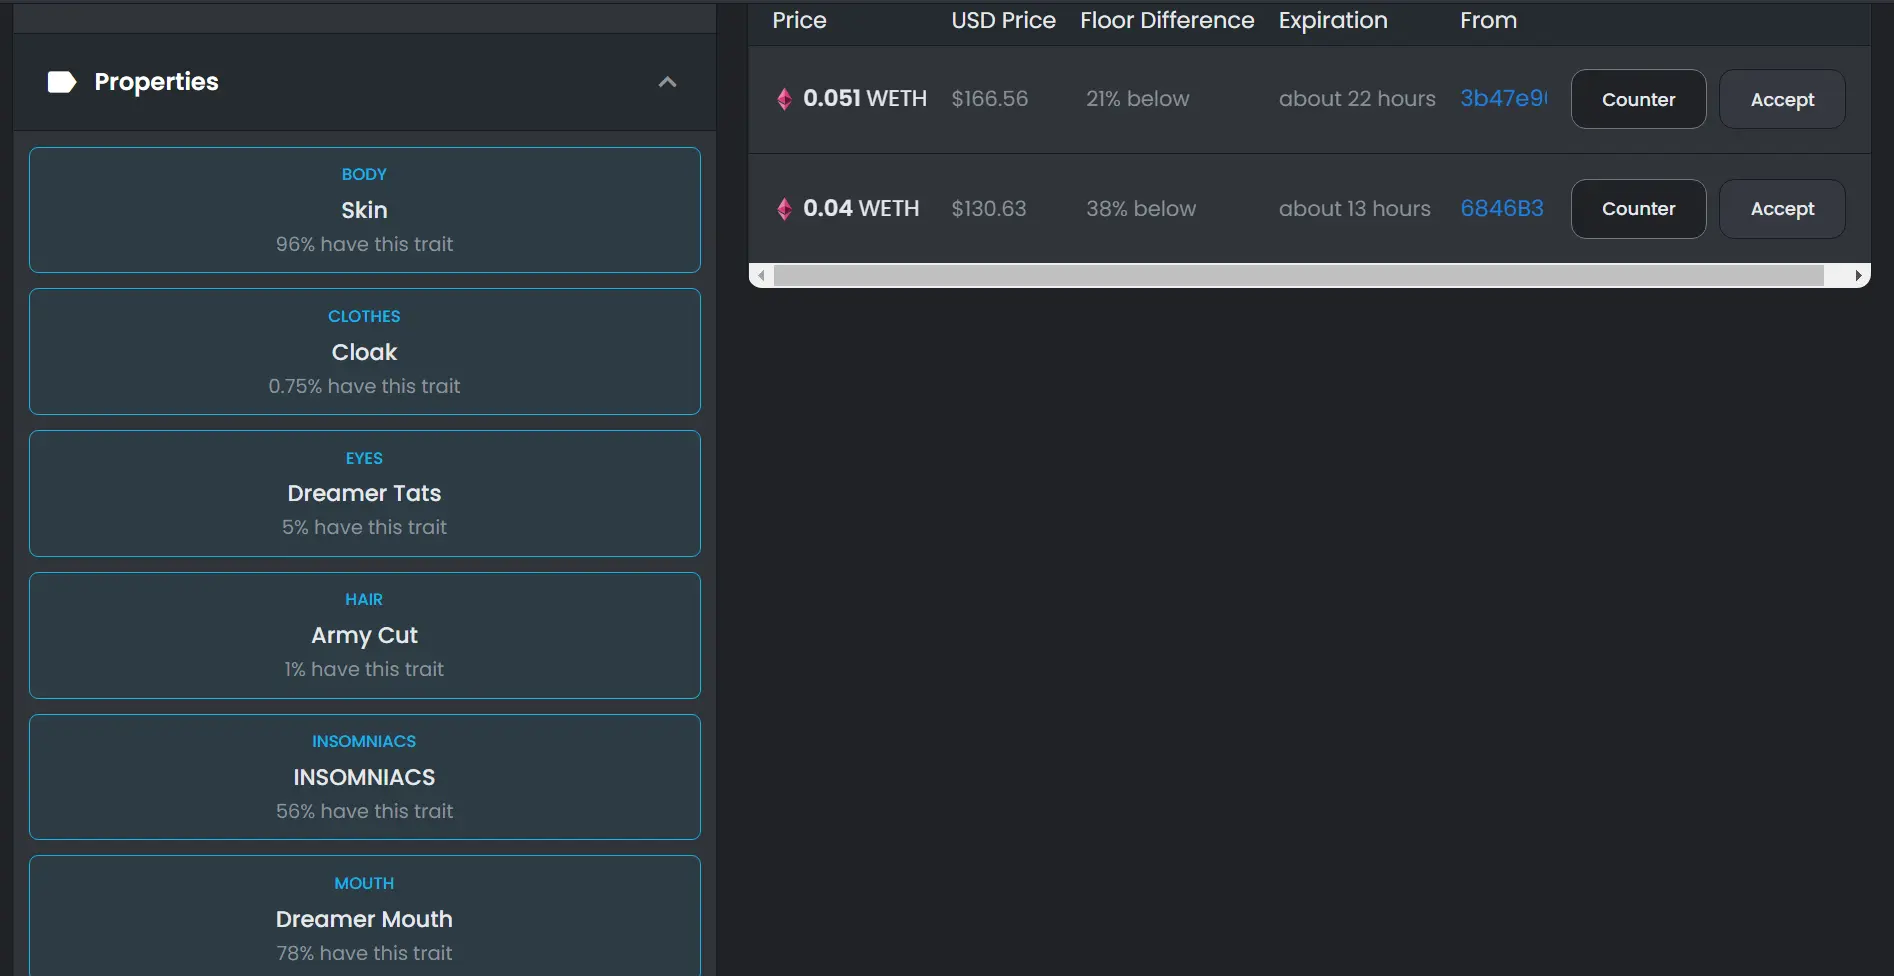 Properties
BODY
Skin
96% have this trait
CLOTHES
Cloak
0.75% have this trait
EYES
Dreamer Tats
5% have this trait
HAIR
Army Cut
1% have this trait
INSOMNIACS
INSOMNIACS
56% have this trait
MOUTH
Dreamer Mouth
78% have this trait
Price USD Price Floor Difference Expiration From
0.051 WETH $166.56 21% below about 22 hours 3b47e9 Counter Accept
0.04 WETH $130.63 38% below about 13 hours 6846B3 Counter Accept